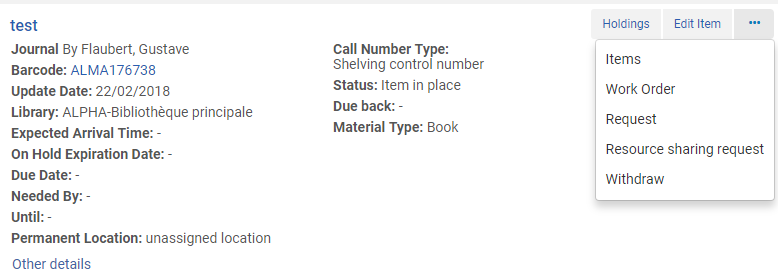 test
Holdings
Edit Item
•••
Journal By Flaubert, Gustave
Barcode: ALMA176738
Update Date: 22/02/2018
Library: ALPHA-Bibliothèque principale
Expected Arrival Time: -
On Hold Expiration Date: -
Due Date: -
Needed By: -
Until: -
Permanent Location: unassigned location
Other details
Call Number Type:
Shelving control number
Status: Item in place
Due back: -
Material Type: Book
Items
Work Order
Request
Resource sharing request
Withdraw